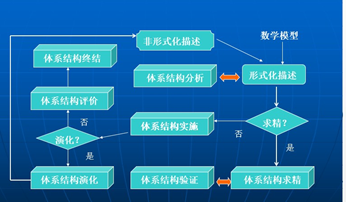 数学模型
非形式化描述
体系结构终结
体系结构分析
形式化描述
体系结构评价
体系结构实施
求精?
否
演化?
否
是
是
体系结构演化
体系结构验证
体系结构求精